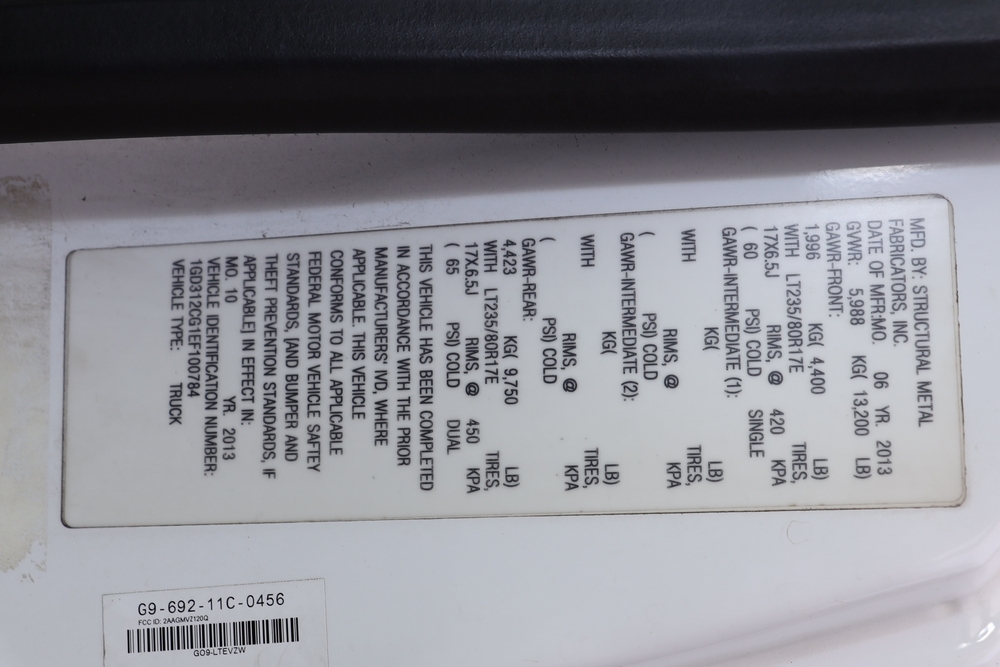 MFD. BY: STRUCTURAL METAL
FABRICATORS, INC.
DATE OF MFR:MO. 06 YR. 2013
GVWR: 5,988 KG( 13,200 LB)
GAWR-FRONT:
1,996 KG( 4,400 LB)
WITH LT235/80R17E TIRES,
17X6.5J RIMS, @ 420 KPA
( 60 PSI) COLD SINGLE
GAWR-INTERMEDIATE (1):
KG( LB)
WITH TIRES,
RIMS, @ KPA
( PSI) COLD
GAWR-INTERMEDIATE (2):
KG( LB)
WITH TIRES,
RIMS, @ KPA
( PSI) COLD
GAWR-REAR:
4,423 KG( 9,750 LB)
WITH LT235/80R17E TIRES,
17X6.5J RIMS, @ 450 KPA
( 65 PSI) COLD DUAL
THIS VEHICLE HAS BEEN COMPLETED
IN ACCORDANCE WITH THE PRIOR
MANUFACTURERS' IVD, WHERE
APPLICABLE. THIS VEHICLE
CONFORMS TO ALL APPLICABLE
FEDERAL MOTOR VEHICLE SAFTEY
STANDARDS, [AND BUMPER AND
THEFT PREVENTION STANDARDS, IF
APPLICABLE] IN EFFECT IN:
MO. 10 YR. 2013
VEHICLE IDENTIFICATION NUMBER:
1GD312CG1EF100784
VEHICLE TYPE: TRUCK
G9-692-11C-0456
FCC ID: 2AAGMVZ120Q
GO9-LTEVZW